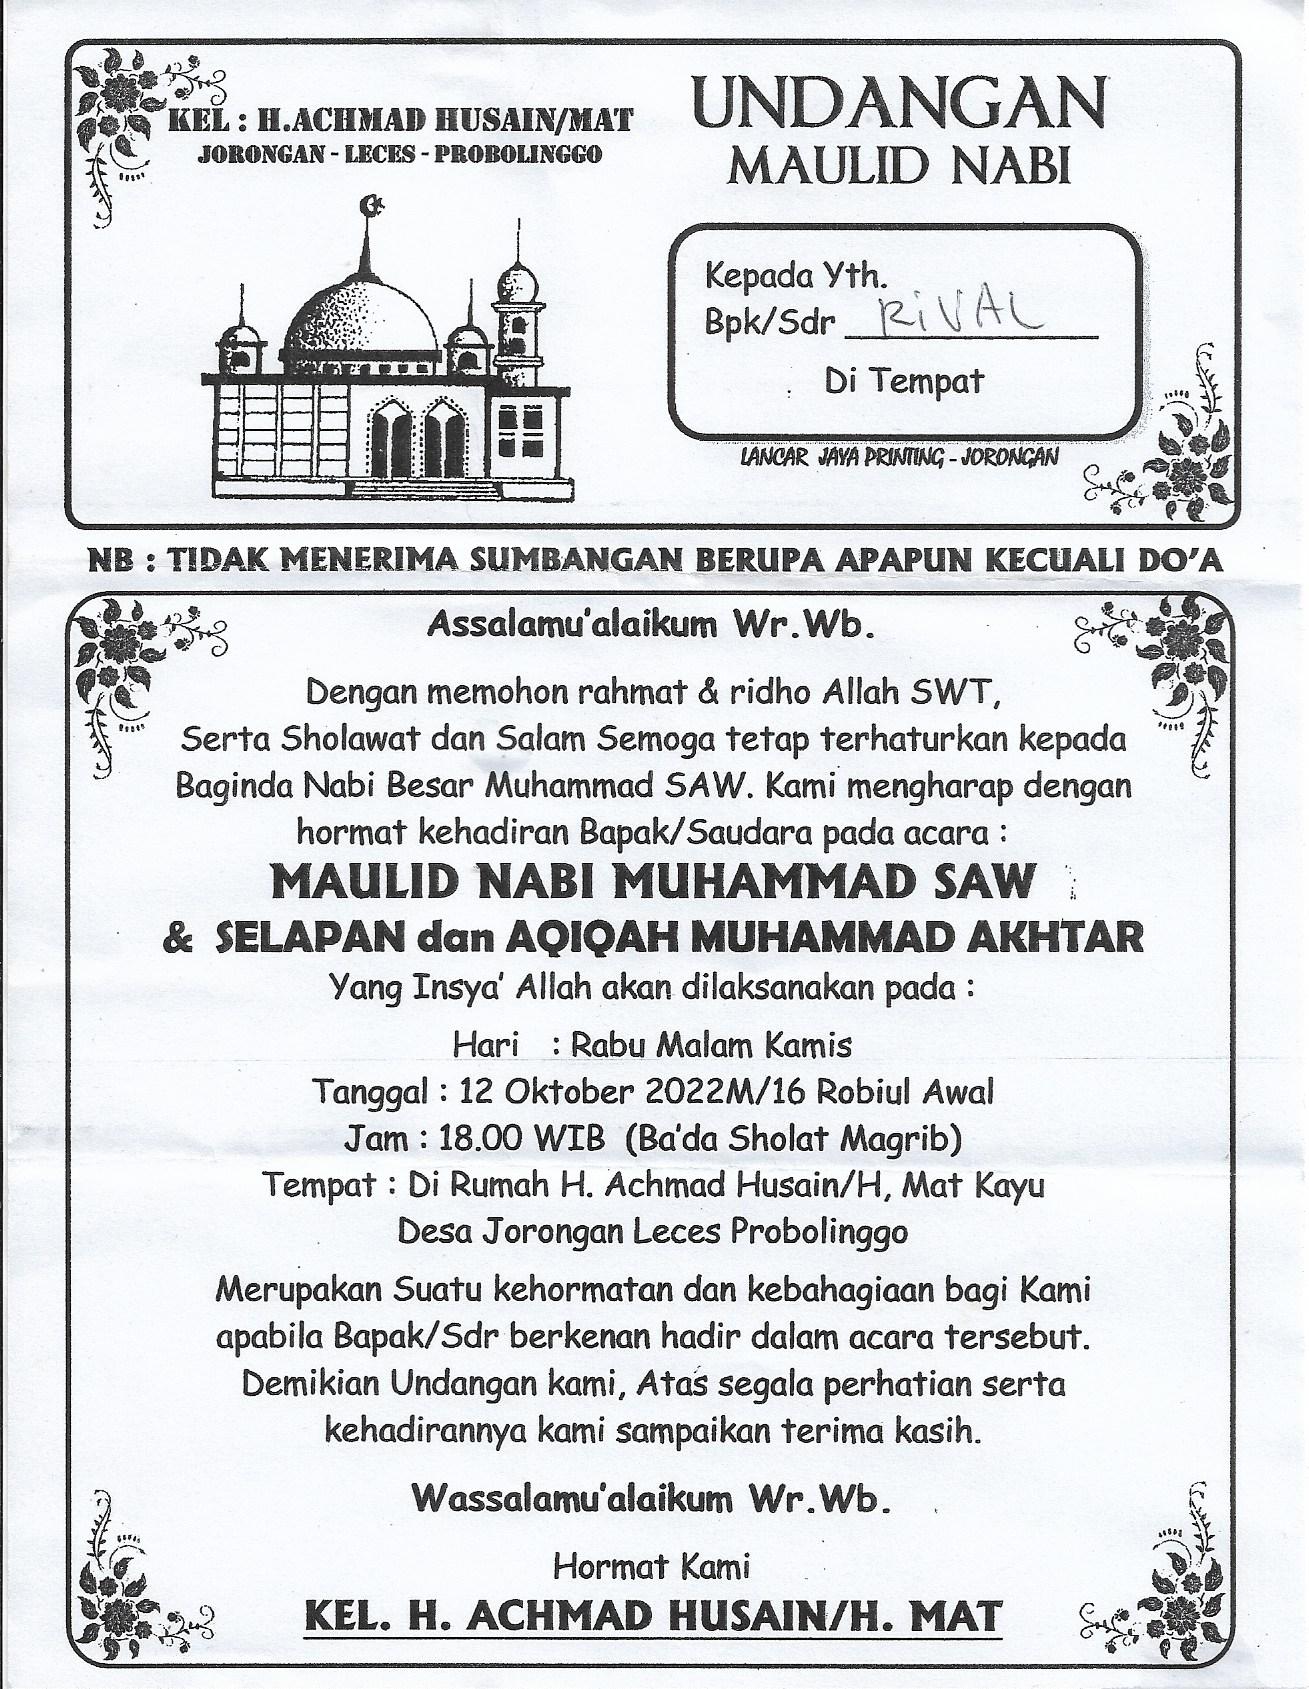 KEL : H.ACHMAD HUSAIN/MAT
JORONGAN - LECES - PROBOLINGGO
UNDANGAN
MAULID NABI
Kepada Yth.
Bpk/Sdr RiVAL
Di Tempat
LANCAR JAYA PRINTING - JORONGAN
NB : TIDAK MENERIMA SUMBANGAN BERUPA APAPUN KECUALI DO'A
Assalamu'alaikum Wr.Wb.
Dengan memohon rahmat & ridho Allah SWT,
Serta Sholawat dan Salam Semoga tetap terhaturkan kepada
Baginda Nabi Besar Muhammad SAW. Kami mengharap dengan
hormat kehadiran Bapak/Saudara pada acara :
MAULID NABI MUHAMMAD SAW
& SELAPAN dan AQIQAH MUHAMMAD AKHTAR
Yang Insya' Allah akan dilaksanakan pada :
Hari : Rabu Malam Kamis
Tanggal : 12 Oktober 2022M/16 Robiul Awal
Jam : 18.00 WIB (Ba'da Sholat Magrib)
Tempat : Di Rumah H. Achmad Husain/H, Mat Kayu
Desa Jorongan Leces Probolinggo
Merupakan Suatu kehormatan dan kebahagiaan bagi Kami
apabila Bapak/Sdr berkenan hadir dalam acara tersebut.
Demikian Undangan kami, Atas segala perhatian serta
kehadirannya kami sampaikan terima kasih.
Wassalamu'alaikum Wr.Wb.
Hormat Kami
KEL. H. ACHMAD HUSAIN/H. MAT